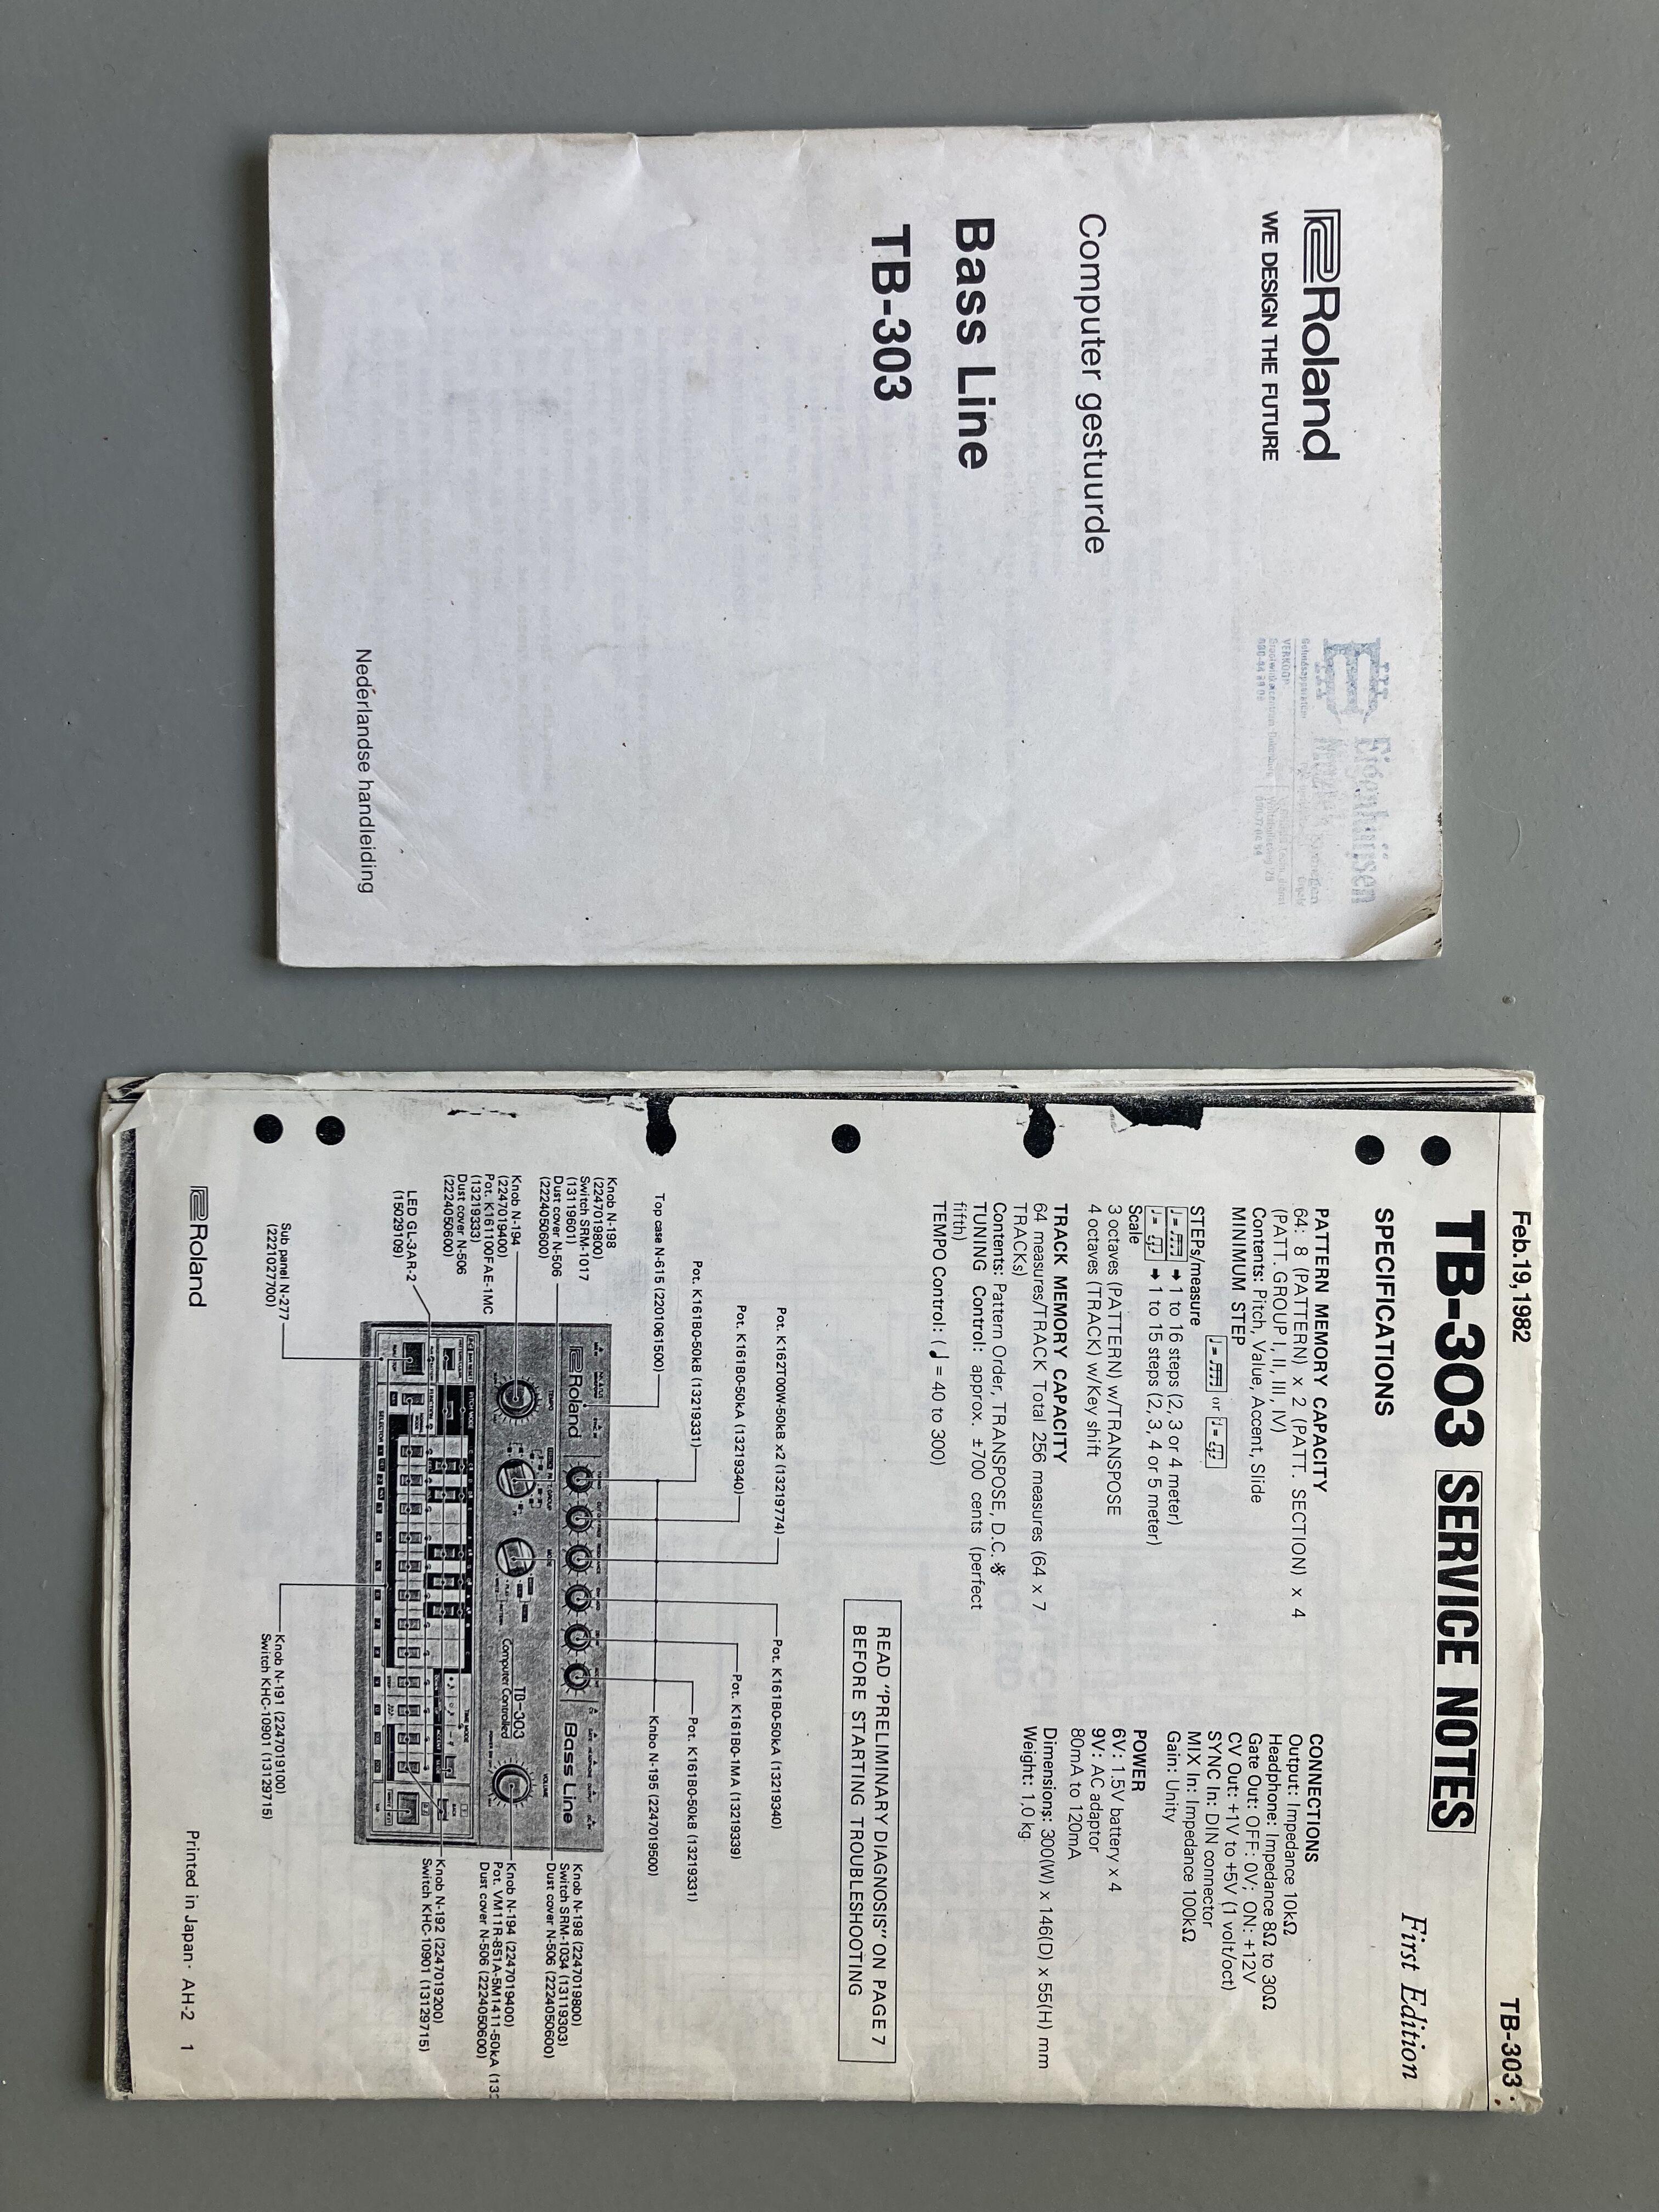 Roland
WE DESIGN THE FUTURE
Computer gestuurde
Bass Line
TB-303
Nederlandse handleiding
Eigenhuijsen
VERKOOP
Feb.19,1982
TB-303
TB-303 SERVICE NOTES
First Edition
SPECIFICATIONS
PATTERN MEMORY CAPACITY
64: 8 (PATTERN) x 2 (PATT. SECTION) x 4
(PATT. GROUP I, II, III, IV)
Contents: Pitch, Value, Accent, Slide
MINIMUM STEP
or
STEPs/measure
➡ 1 to 16 steps (2, 3 or 4 meter)
➡ 1 to 15 steps (2, 3, 4 or 5 meter)
Scale
3 octaves (PATTERN) w/TRANSPOSE
4 octaves (TRACK) w/Key shift
TRACK MEMORY CAPACITY
64 measures/TRACK Total 256 measures (64 x 7
TRACKs)
Contents: Pattern Order, TRANSPOSE, D.C.
TUNING Control: approx. ±700 cents (perfect
fifth)
TEMPO Control: (♩ = 40 to 300)
CONNECTIONS
Output: Impedance 10kΩ
Headphone: Impedance 8Ω to 30Ω
Gate Out: OFF: 0V; ON: +12V
CV Out: +1V to +5V (1 volt/oct)
SYNC In: DIN connector
MIX In: Impedance 100kΩ
Gain: Unity
POWER
6V: 1.5V battery x 4
9V: AC adaptor
80mA to 120mA
Dimensions: 300(W) x 146(D) x 55(H) mm
Weight: 1,0 kg
READ "PRELIMINARY DIAGNOSIS" ON PAGE 7
BEFORE STARTING TROUBLESHOOTING
Pot. K162T00W-50kB x2 (13219774)
Pot. K161B0-50kA (13219340)
Pot. K161B0-50kB (13219331)
Top case N-615 (2201061500)
Pot. K161B0-50kA (13219340)
Pot. K161B0-1MA (13219339)
Pot. K161B0-50kB (13219331)
Knbo N-195 (2247019500)
Knob N-198
(2247019800)
Switch SRM-1017
(13119601)
Dust cover N-506
(2224050600)
Knob N-194
(2247019400)
Pot. K161100FAE-1MC
(13219333)
Dust cover N-506
(2224050600)
LED GL-3AR-2
(15029109)
Sub panel N-277
(2221027700)
Roland
TB-303
Computer Controlled
Bass Line
TEMPO
MODE
VOLUME
PITCH MODE
TIME MODE
SELECTOR
Knob N-198 (2247019800)
Switch SRM-1034 (13119303)
Dust cover N-506 (2224050600)
Knob N-194 (2247019400)
Pot. VM11R-851A-5M1411-50kA (132
Dust cover N-506 (2224050600)
Knob N-192 (2247019200)
Switch KHC-10901 (13129715)
Knob N-191 (2247019100)
Switch KHC-10901 (13129715)
Roland
Printed in Japan· AH-2 1